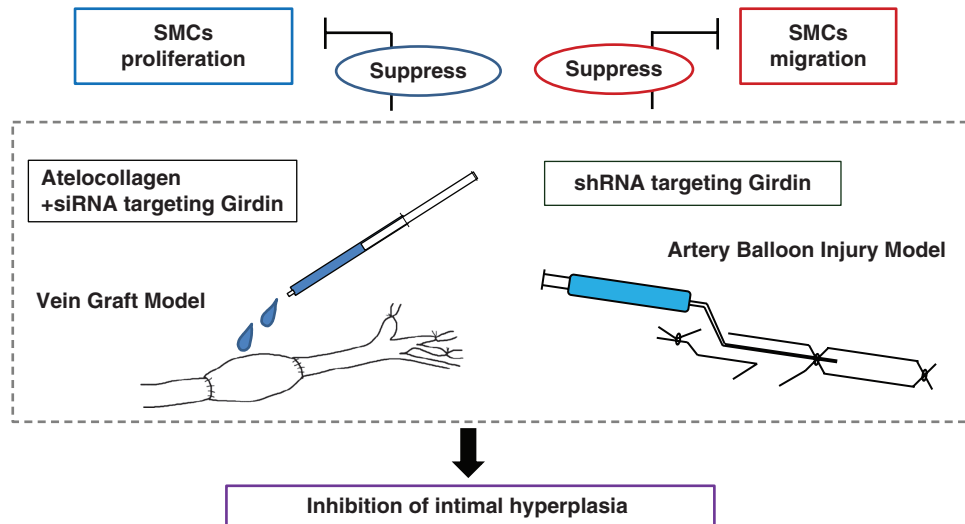 SMCs
proliferation
Suppress
Suppress
SMCs
migration
Atelocollagen
+siRNA targeting Girdin
shRNA targeting Girdin
Artery Balloon Injury Model
Vein Graft Model
Inhibition of intimal hyperplasia